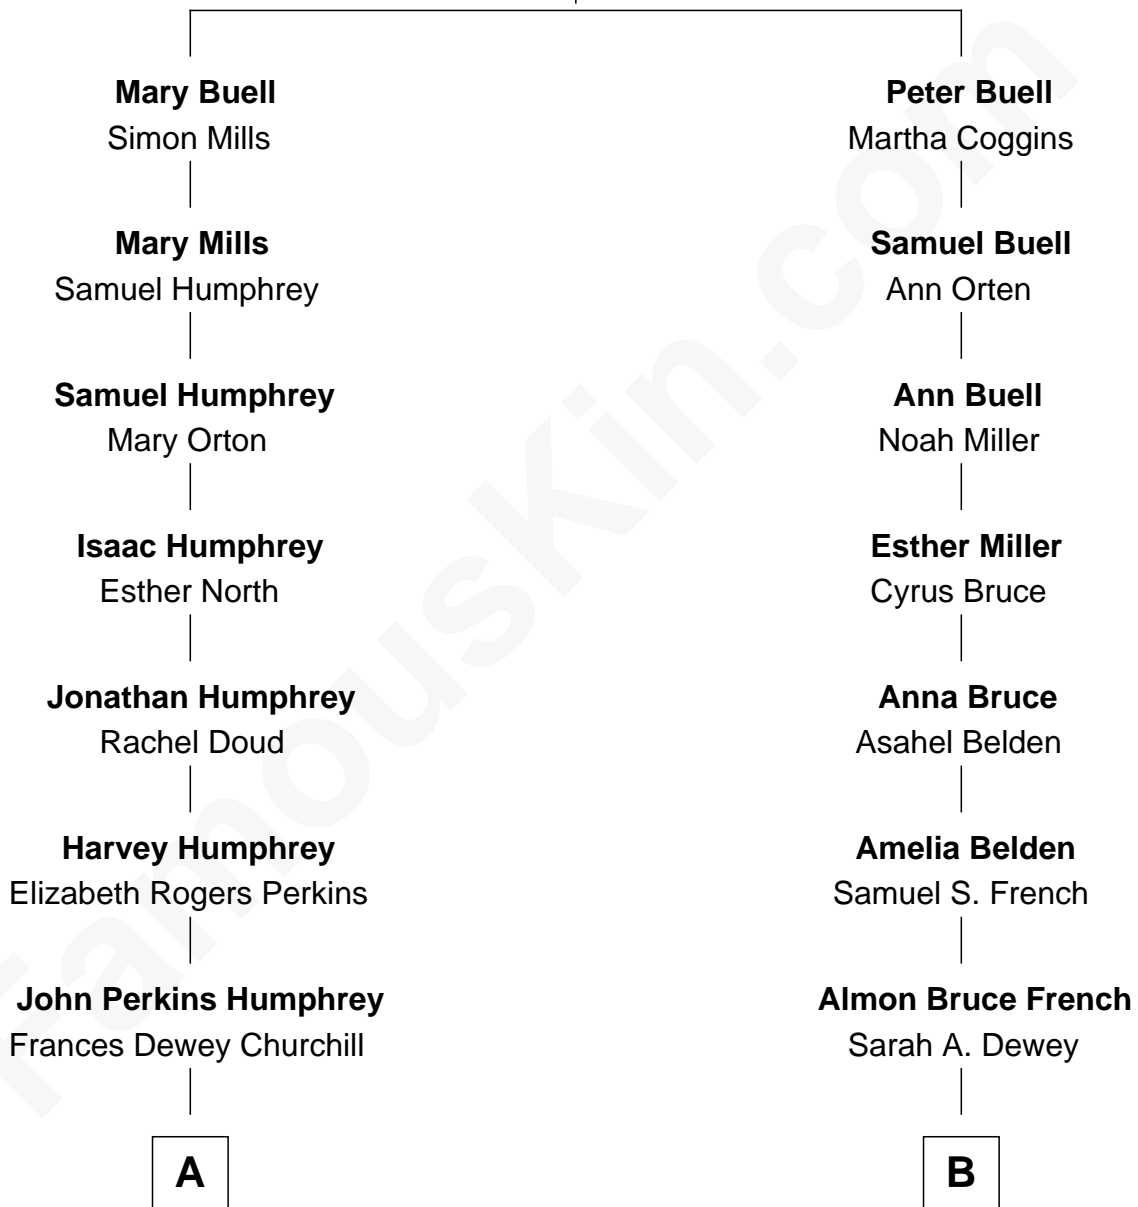 Mary Buell
Simon Mills
Mary Mills
Samuel Humphrey
Samuel Humphrey
Mary Orton
Isaac Humphrey
Esther North
Jonathan Humphrey
Rachel Doud
Harvey Humphrey
Elizabeth Rogers Perkins
John Perkins Humphrey
Frances Dewey Churchill
A
Peter Buell
Martha Coggins
Samuel Buell
Ann Orten
Ann Buell
Noah Miller
Esther Miller
Cyrus Bruce
Anna Bruce
Asahel Belden
Amelia Belden
Samuel S. French
Almon Bruce French
Sarah A. Dewey
B
FamousKin.com